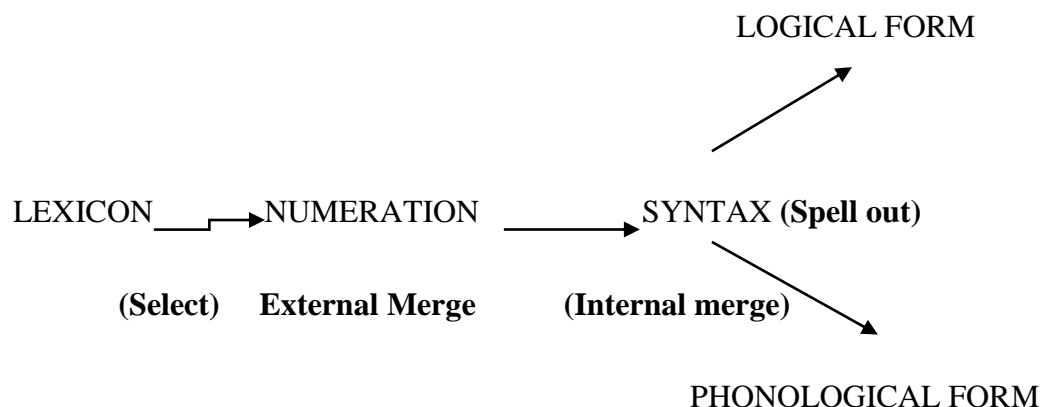 LOGICAL FORM
LEXICON NUMERATION SYNTAX (Spell out)
(Select) External Merge (Internal merge)
PHONOLOGICAL FORM